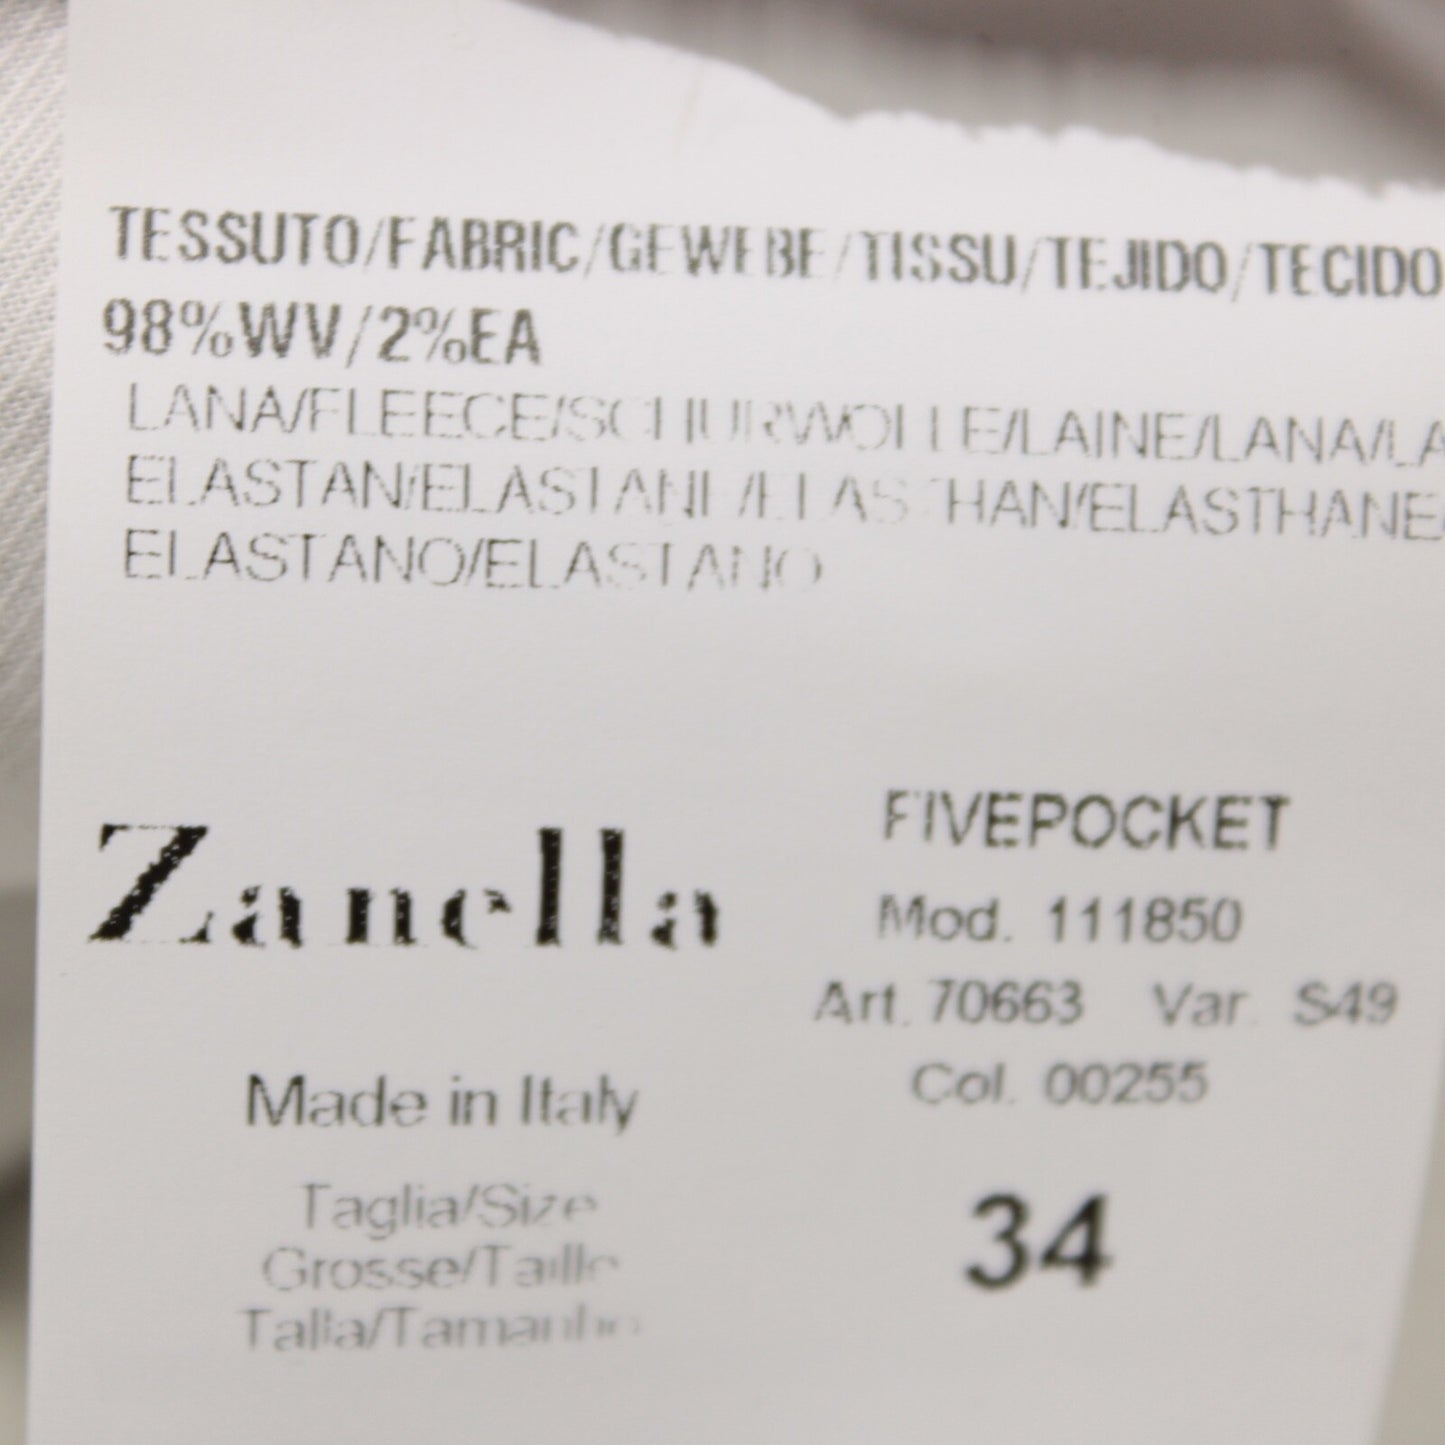 TESSUTO/FABRIC/GEWEBE/TISSU/TEJIDO/TECIDO
98%WV/2%EA
LANA/FLEECE/SCHURWOLLE/LAINE/LANA/LA
ELASTAN/ELASTANE/ELASTHAN/ELASTHANE
ELASTANO/ELASTANO
Zanella
Made in Italy
Taglia/Size
Grosse/Taille
Talla/Tamanho
FIVEPOCKET
Mod. 111850
Art. 70663 Var. S49
Col. 00255
34